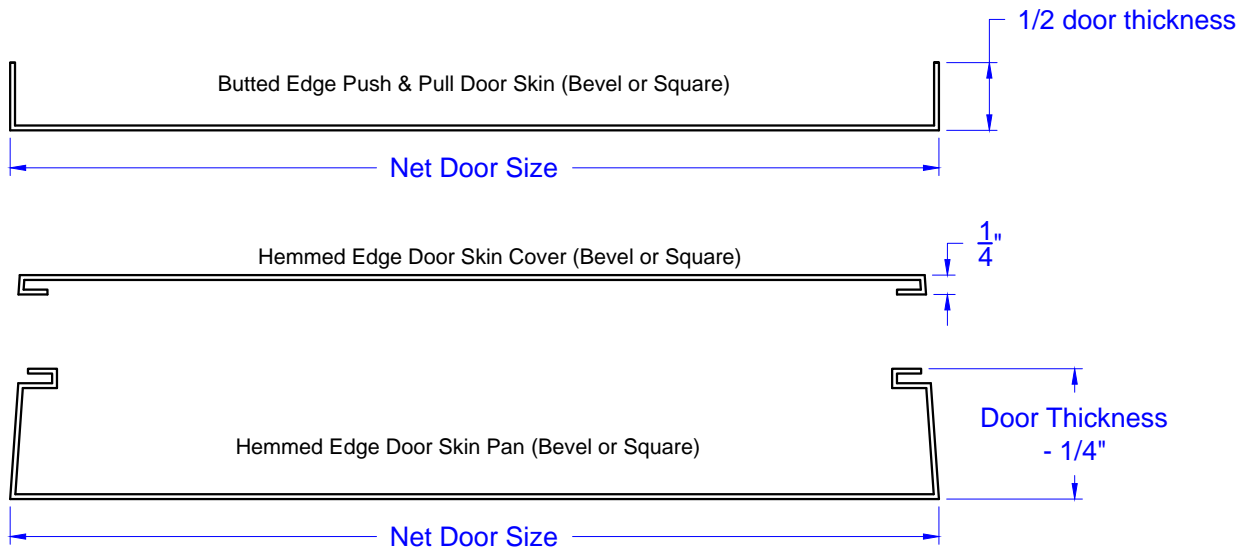 1/2 door thickness
Butted Edge Push & Pull Door Skin (Bevel or Square)
Net Door Size
Hemmed Edge Door Skin Cover (Bevel or Square)
1/4"
Hemmed Edge Door Skin Pan (Bevel or Square)
Door Thickness
- 1/4"
Net Door Size